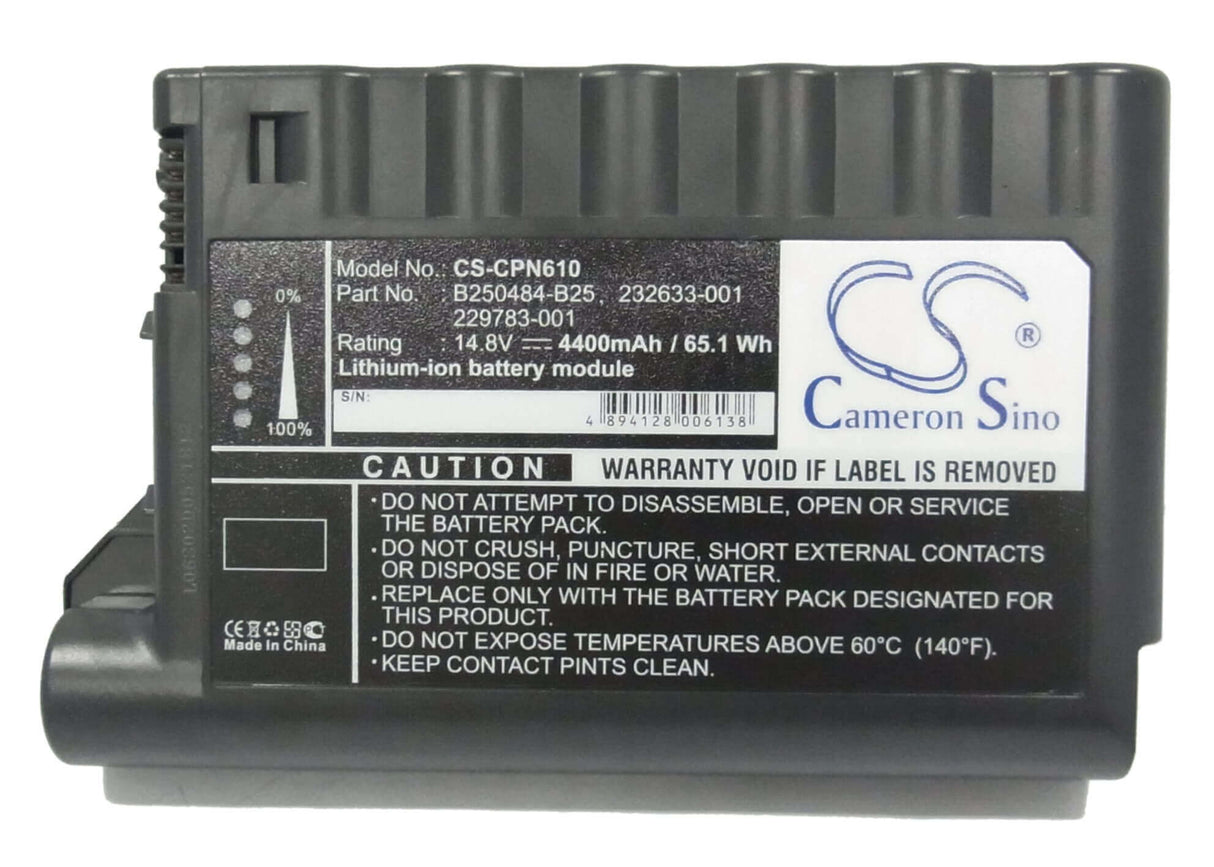 0%
100%
Model No.: CS-CPN610
Part No. : B250484-B25, 232633-001
229783-001
Rating : 14.8V ⎓ 4400mAh / 65.1 Wh
Lithium-ion battery module
S/N:
4 894128 006138
CS®
Cameron Sino
CAUTION WARRANTY VOID IF LABEL IS REMOVED
•DO NOT ATTEMPT TO DISASSEMBLE, OPEN OR SERVICE
THE BATTERY PACK.
•DO NOT CRUSH, PUNCTURE, SHORT EXTERNAL CONTACTS
OR DISPOSE OF IN FIRE OR WATER.
•REPLACE ONLY WITH THE BATTERY PACK DESIGNATED FOR
THIS PRODUCT.
•DO NOT EXPOSE TEMPERATURES ABOVE 60°C (140°F).
•KEEP CONTACT PINTS CLEAN.
CE
Made In China